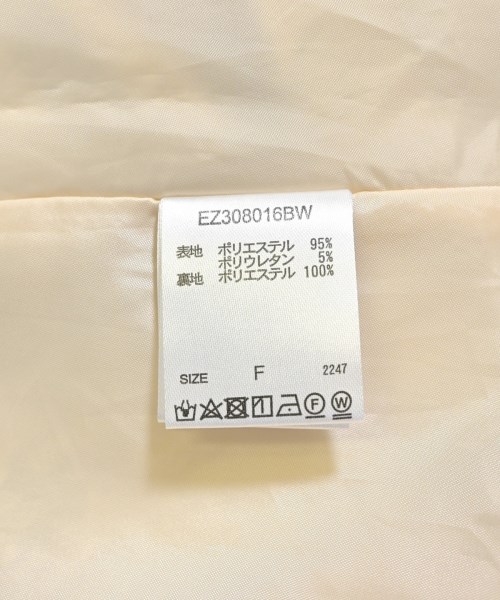 EZ308016BW
表地 ポリエステル 95%
ポリウレタン 5%
裏地 ポリエステル 100%
SIZE F 2247
F W